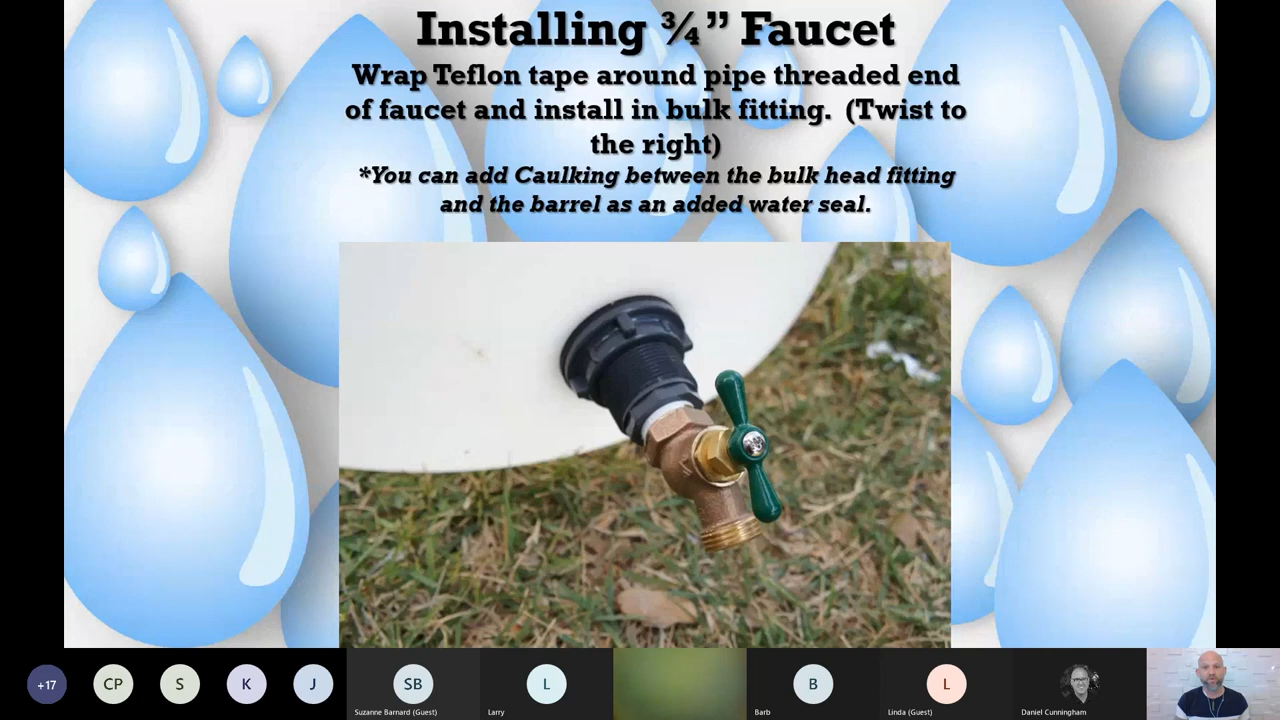 Installing ¾” Faucet
Wrap Teflon tape around pipe threaded end
of faucet and install in bulk fitting.  (Twist to
the right)
*You can add Caulking between the bulk head fitting
and the barrel as an added water seal.
+17
CP
S
K
J
SB
L
B
L
Suzanne Barnard (Guest)
Larry
Barb
Linda (Guest)
Daniel Cunningham